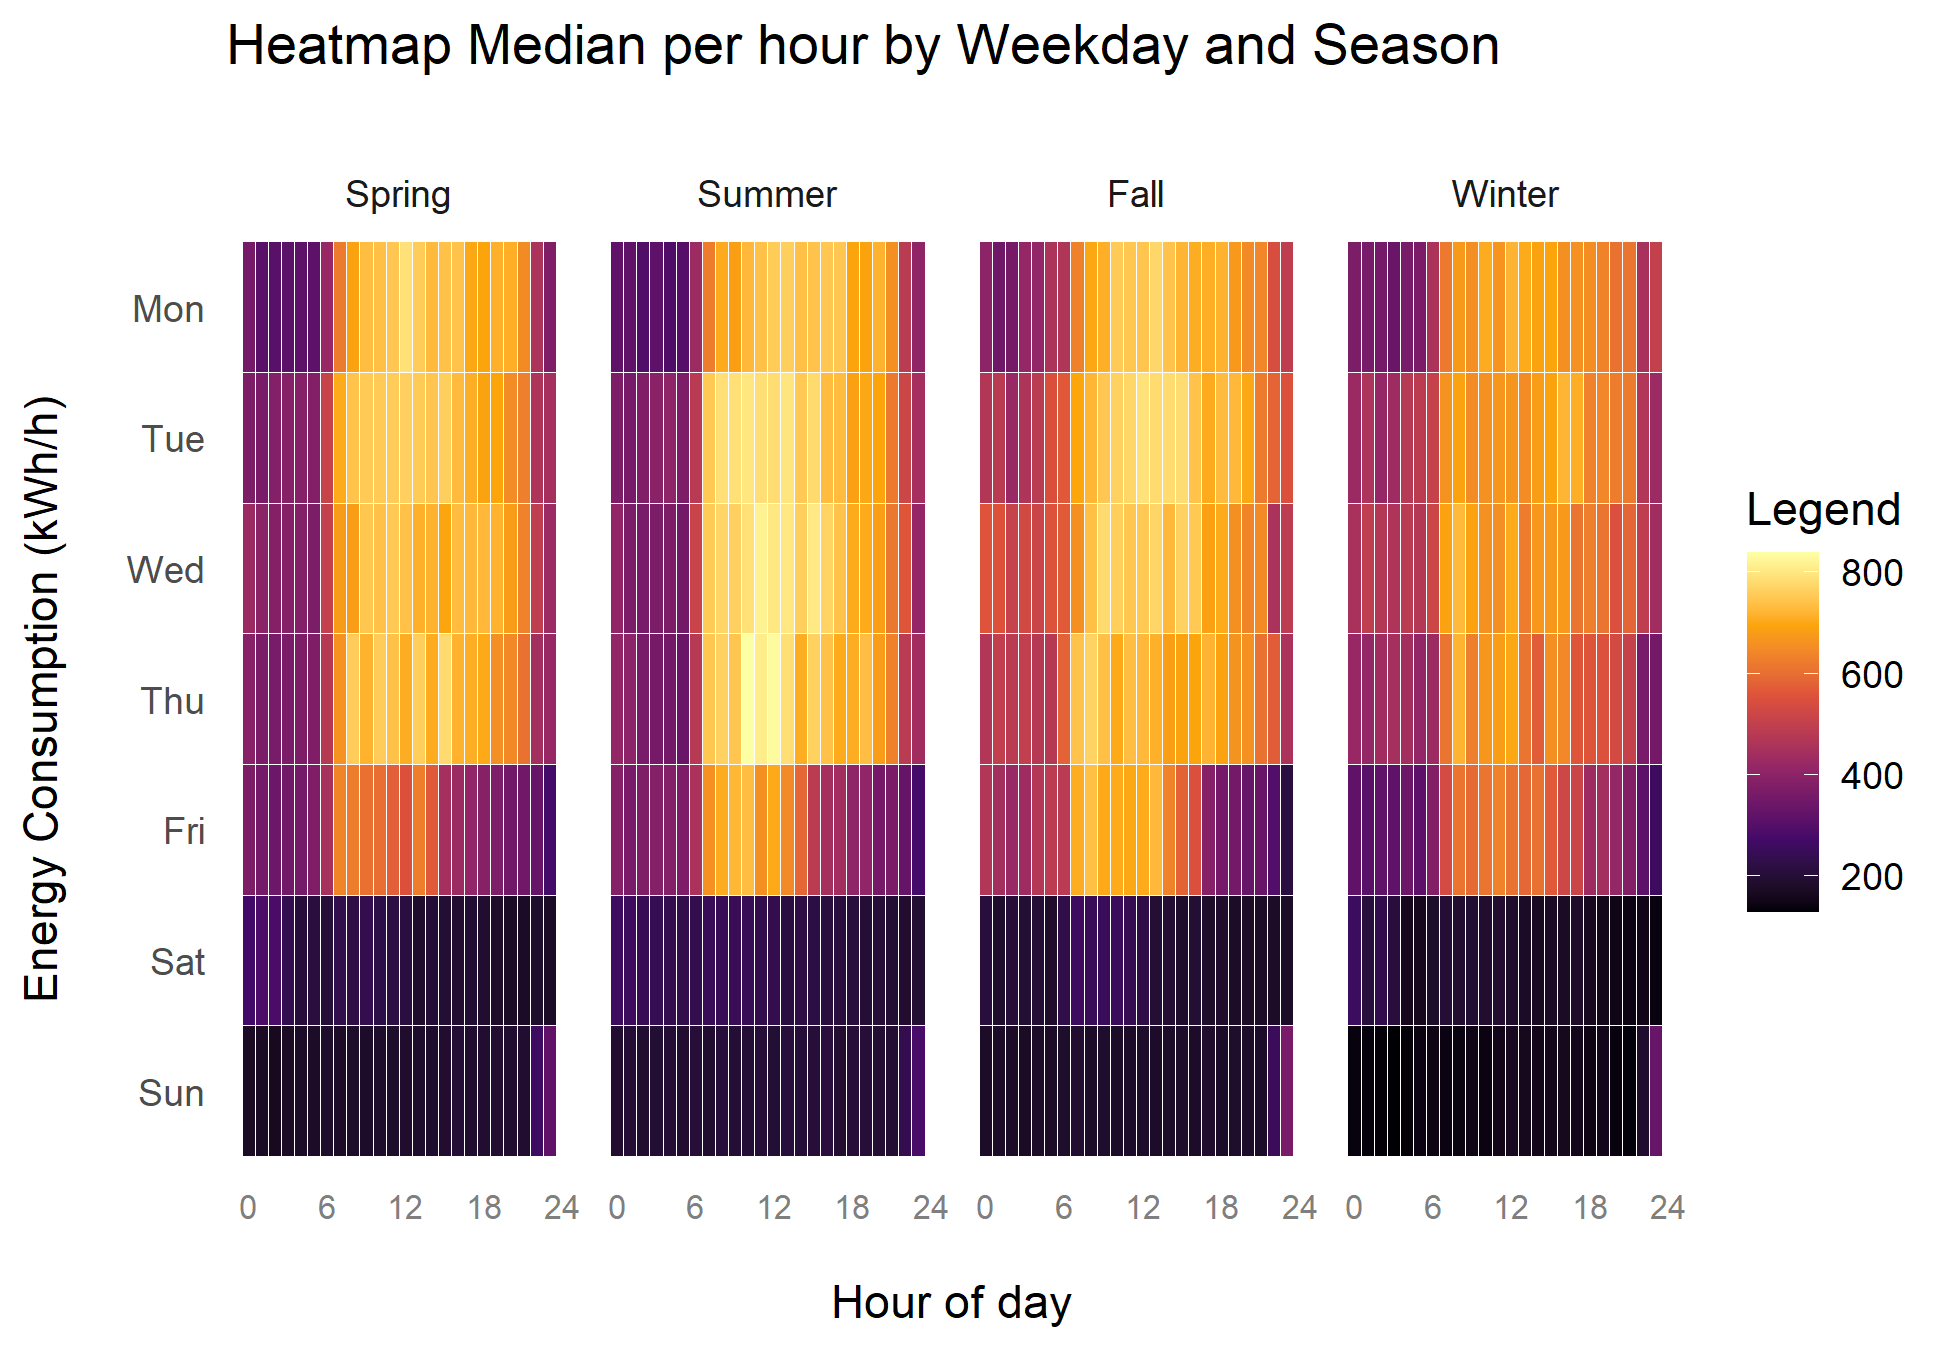 Heatmap Median per hour by Weekday and Season
Spring
Summer
Fall
Winter
Energy Consumption (kWh/h)
Mon
Tue
Wed
Thu
Fri
Sat
Sun
0 6 12 18 24
0 6 12 18 24
0 6 12 18 24
0 6 12 18 24
Hour of day
Legend
800
600
400
200